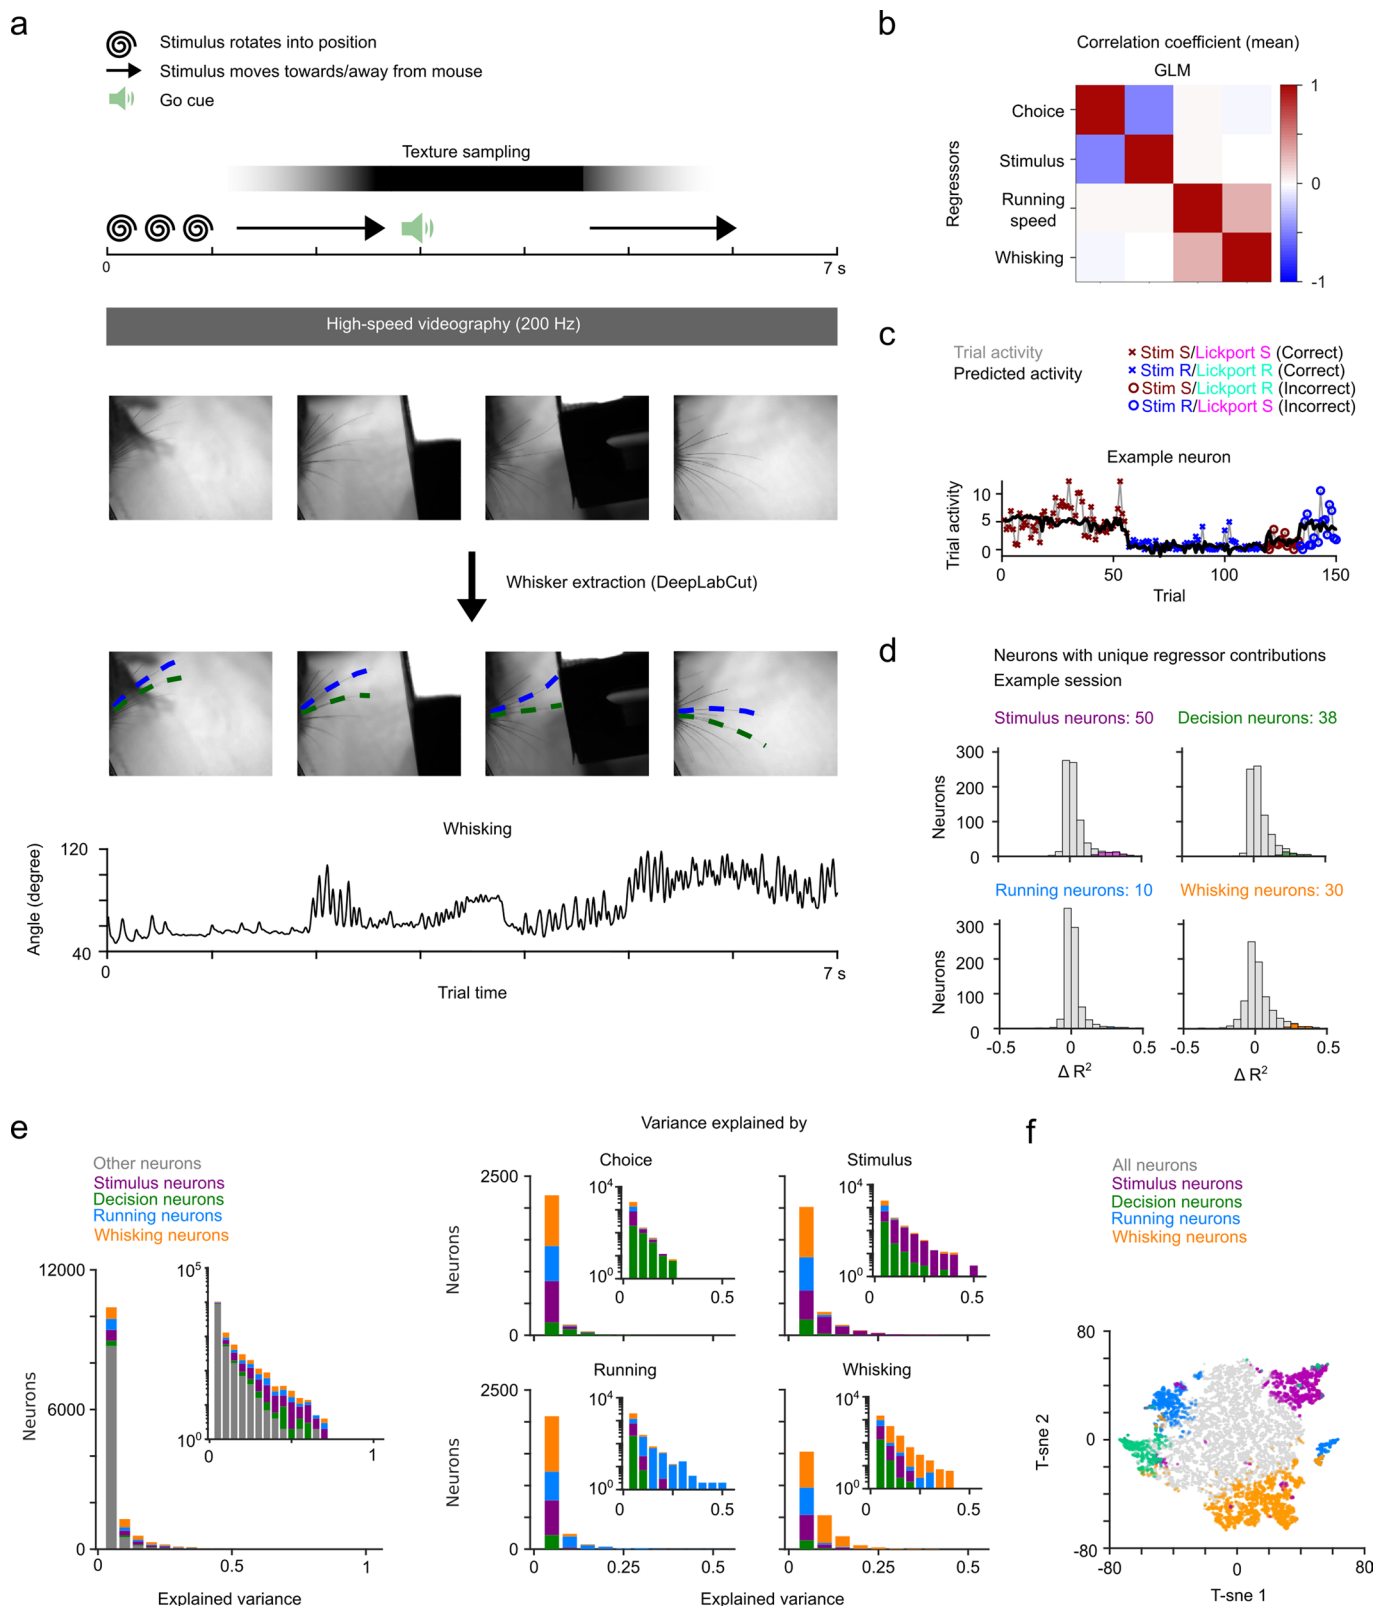 a
Stimulus rotates into position
Stimulus moves towards/away from mouse
Go cue
Texture sampling
0
7 s
High-speed videography (200 Hz)
Whisker extraction (DeepLabCut)
Whisking
Angle (degree)
120
40
0
7 s
Trial time
b
Correlation coefficient (mean)
GLM
Regressors
Choice
Stimulus
Running
speed
Whisking
1
0
-1
c
Trial activity
Predicted activity
Stim S/Lickport S (Correct)
Stim R/Lickport R (Correct)
Stim S/Lickport R (Incorrect)
Stim R/Lickport S (Incorrect)
Example neuron
Trial activity
10
5
0
0 50 100 150
Trial
d
Neurons with unique regressor contributions
Example session
Stimulus neurons: 50
Decision neurons: 38
Neurons
300
200
100
0
Running neurons: 10
Whisking neurons: 30
Neurons
300
200
100
0
-0.5 0 0.5
-0.5 0 0.5
Δ R²
Δ R²
e
Other neurons
Stimulus neurons
Decision neurons
Running neurons
Whisking neurons
Neurons
12000
6000
0
0 0.5 1
Explained variance
10⁵
10⁰
0 1
Variance explained by
Choice
Neurons
2500
0
10⁴
10⁰
0 0.5
Stimulus
10⁴
10⁰
0 0.5
Running
Neurons
2500
0
10⁴
10⁰
0 0.5
0 0.25 0.5
Whisking
10⁴
10⁰
0 0.5
0 0.25 0.5
Explained variance
f
All neurons
Stimulus neurons
Decision neurons
Running neurons
Whisking neurons
T-sne 2
80
0
-80
-80 0 80
T-sne 1